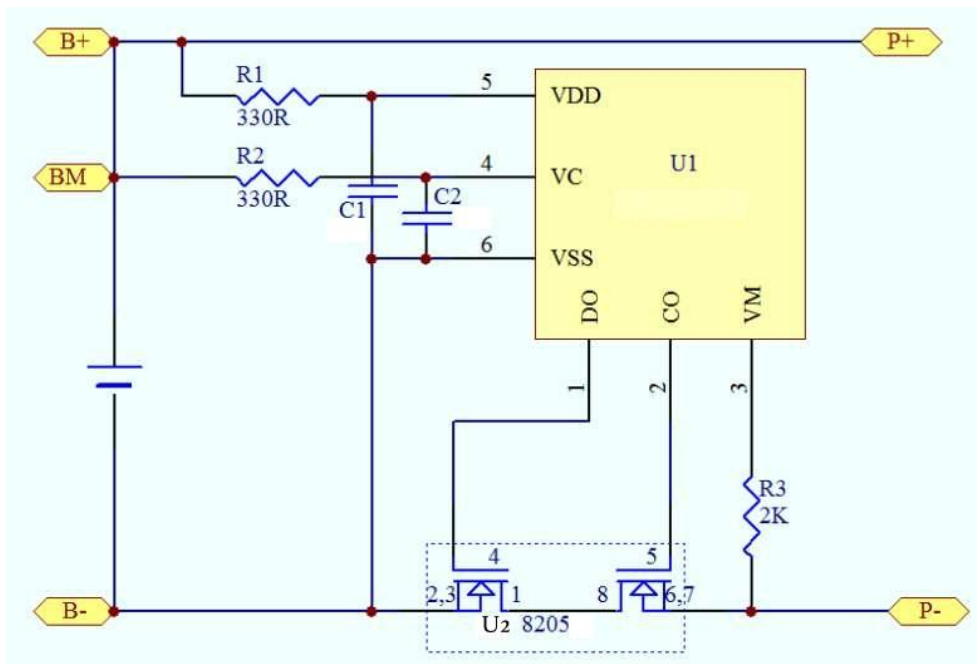 B+
P+
R1
330R
5
VDD
BM
R2
330R
4
VC
U1
C1
C2
6
VSS
DO
CO
VM
1
2
3
R3
2K
4
5
2,3
1
8
6,7
U2 8205
B-
P-